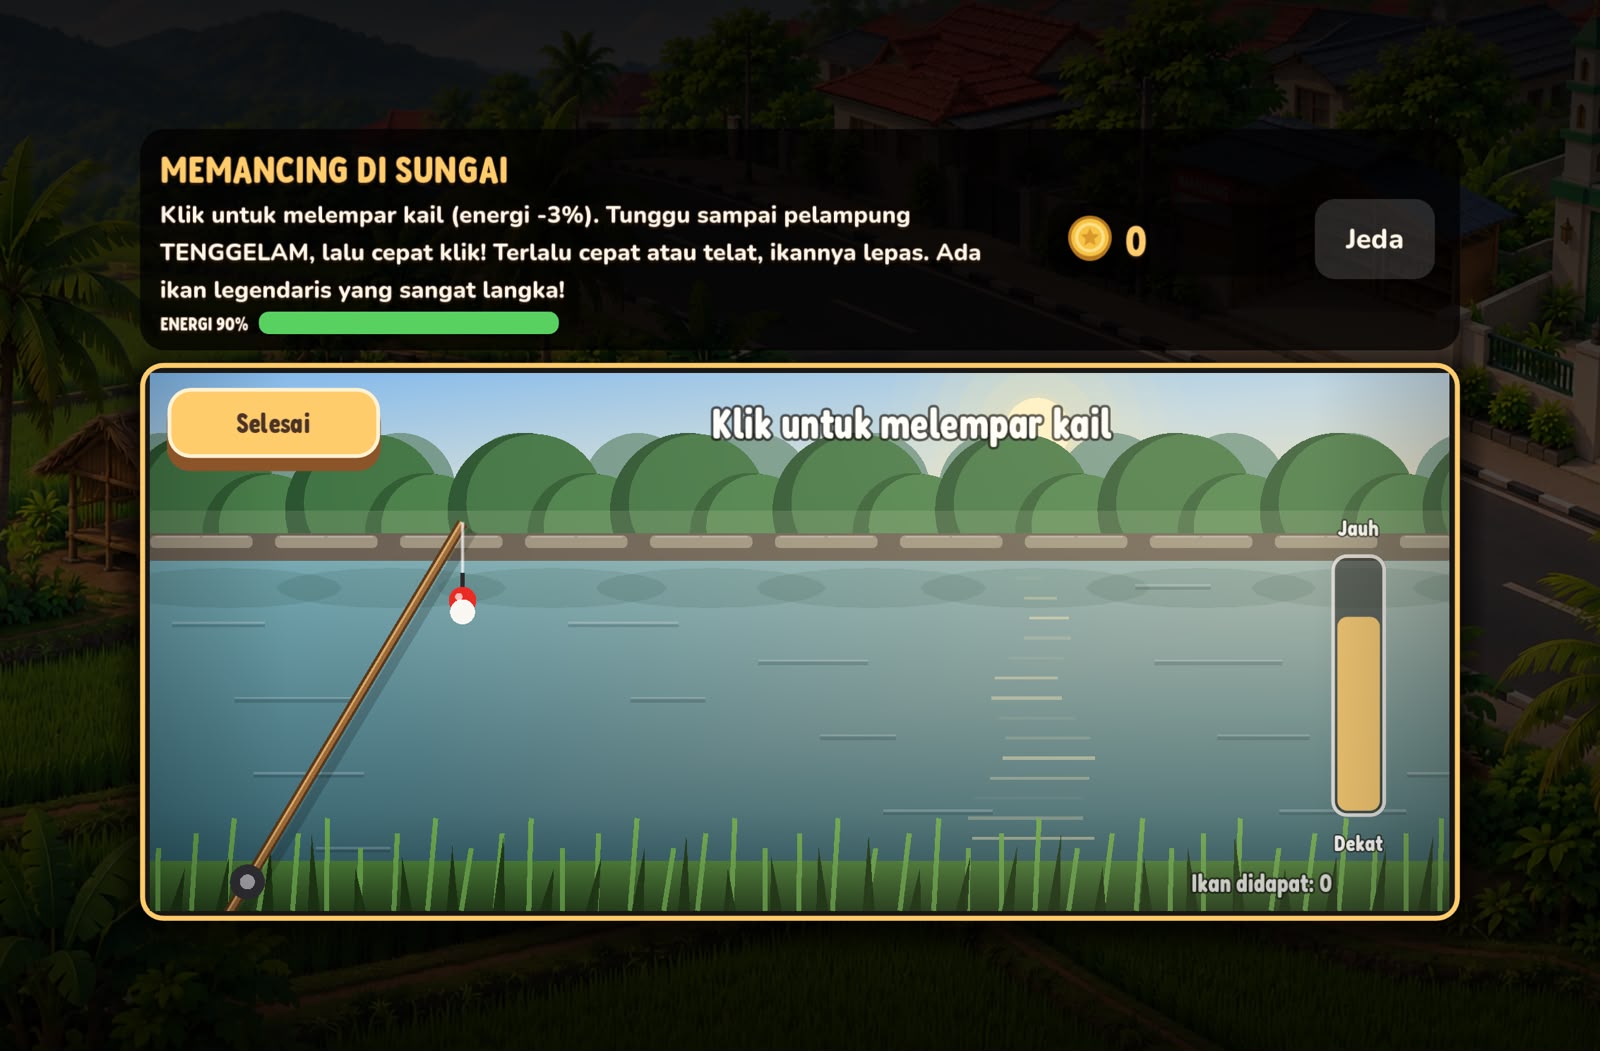 MEMANCING DI SUNGAI
Klik untuk melempar kail (energi -3%). Tunggu sampai pelampung
TENGGELAM, lalu cepat klik! Terlalu cepat atau telat, ikannya lepas. Ada
ikan legendaris yang sangat langka!
ENERGI 90%
0
Jeda
Selesai
Klik untuk melempar kail
Jauh
Dekat
Ikan didapat: 0